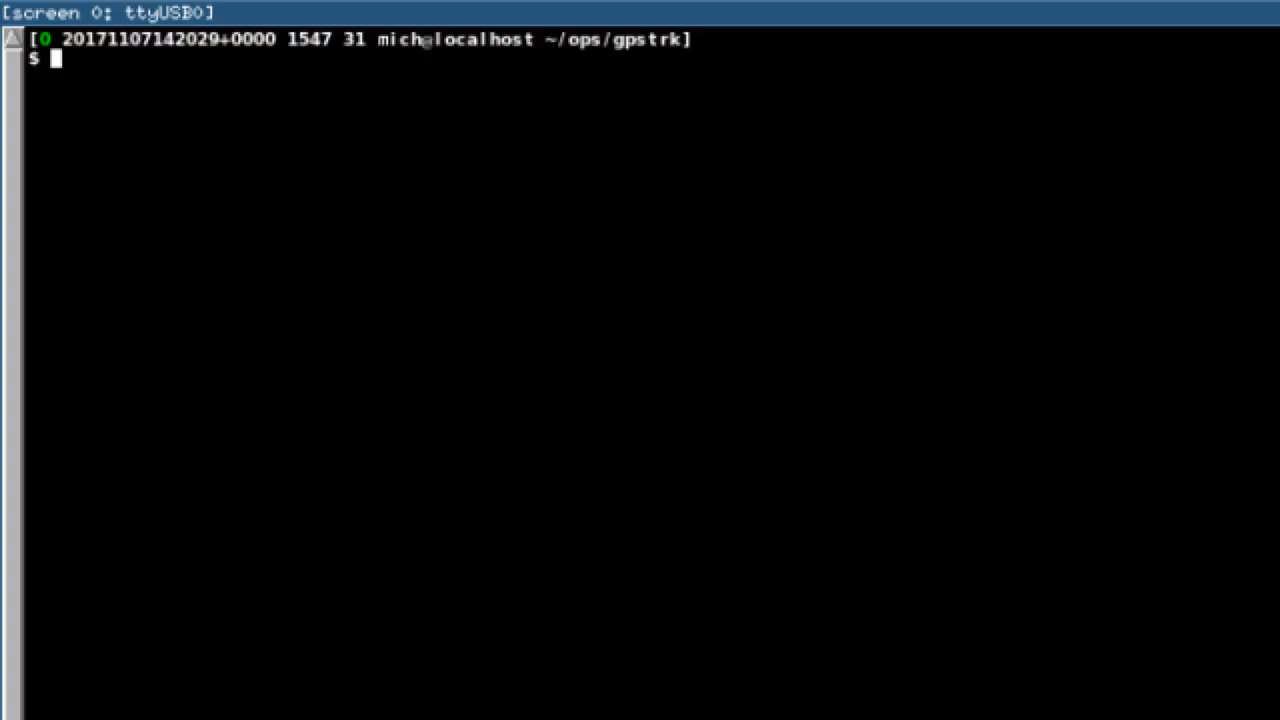 [screen 0: ttyUSB0]
[0 20171107142029+0000 1547 31 mich@localhost ~/ops/gpstrk]
$